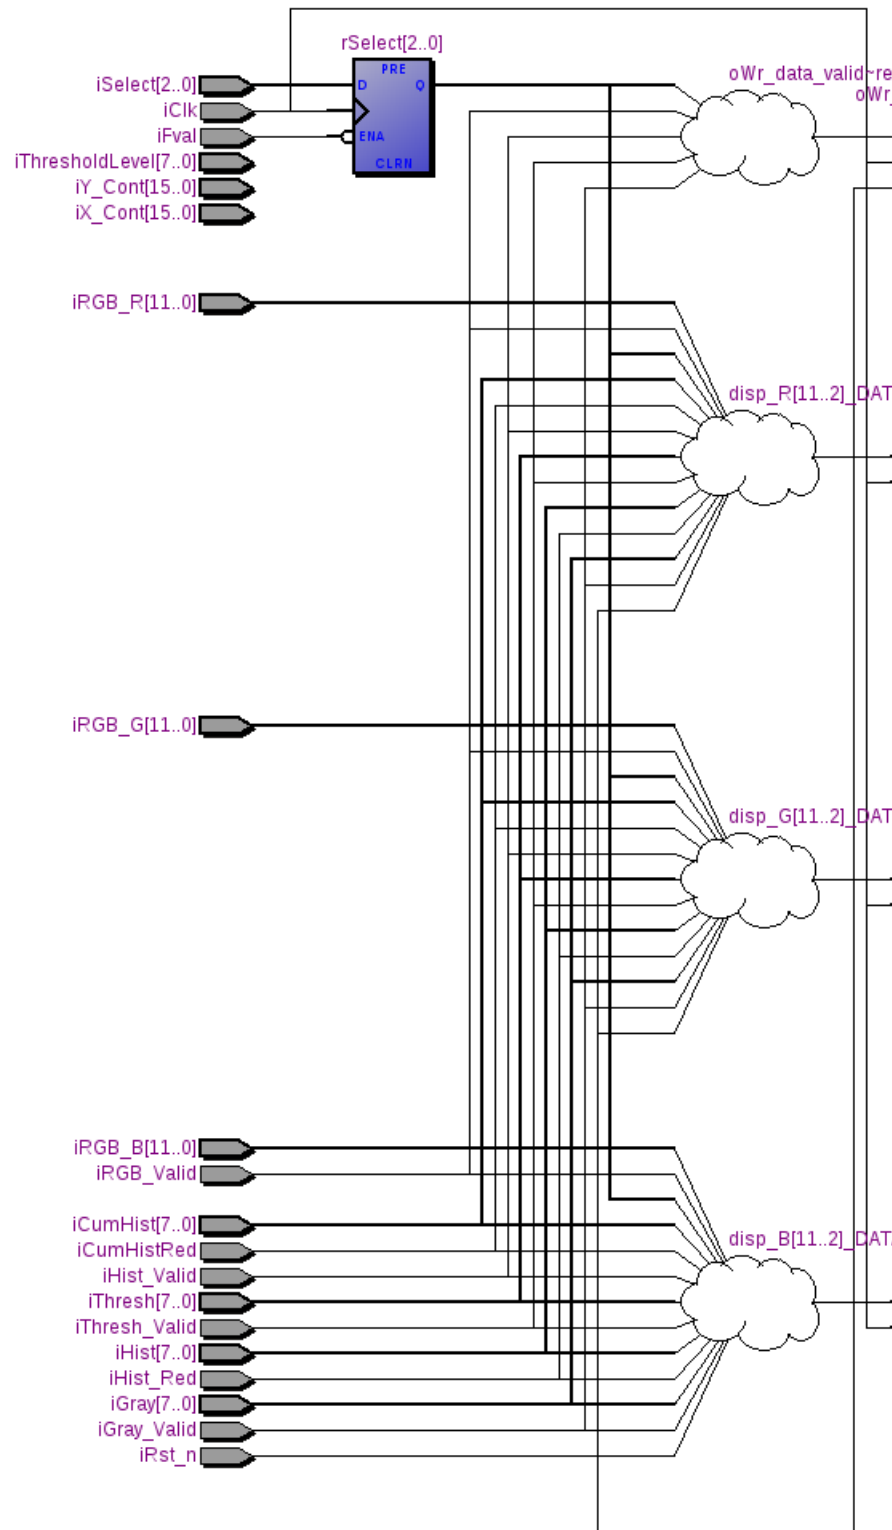 rSelect[2..0]
PRE
D
Q
ENA
CLRN
iSelect[2..0]
iClk
iFval
iThresholdLevel[7..0]
iY_Cont[15..0]
iX_Cont[15..0]
oWr_data_valid~re
oWr_
iRGB_R[11..0]
disp_R[11..2]_DAT
iRGB_G[11..0]
disp_G[11..2]_DAT
iRGB_B[11..0]
iRGB_Valid
iCumHist[7..0]
disp_B[11..2]_DAT
iCumHistRed
iHist_Valid
iThresh[7..0]
iThresh_Valid
iHist[7..0]
iHist_Red
iGray[7..0]
iGray_Valid
iRst_n